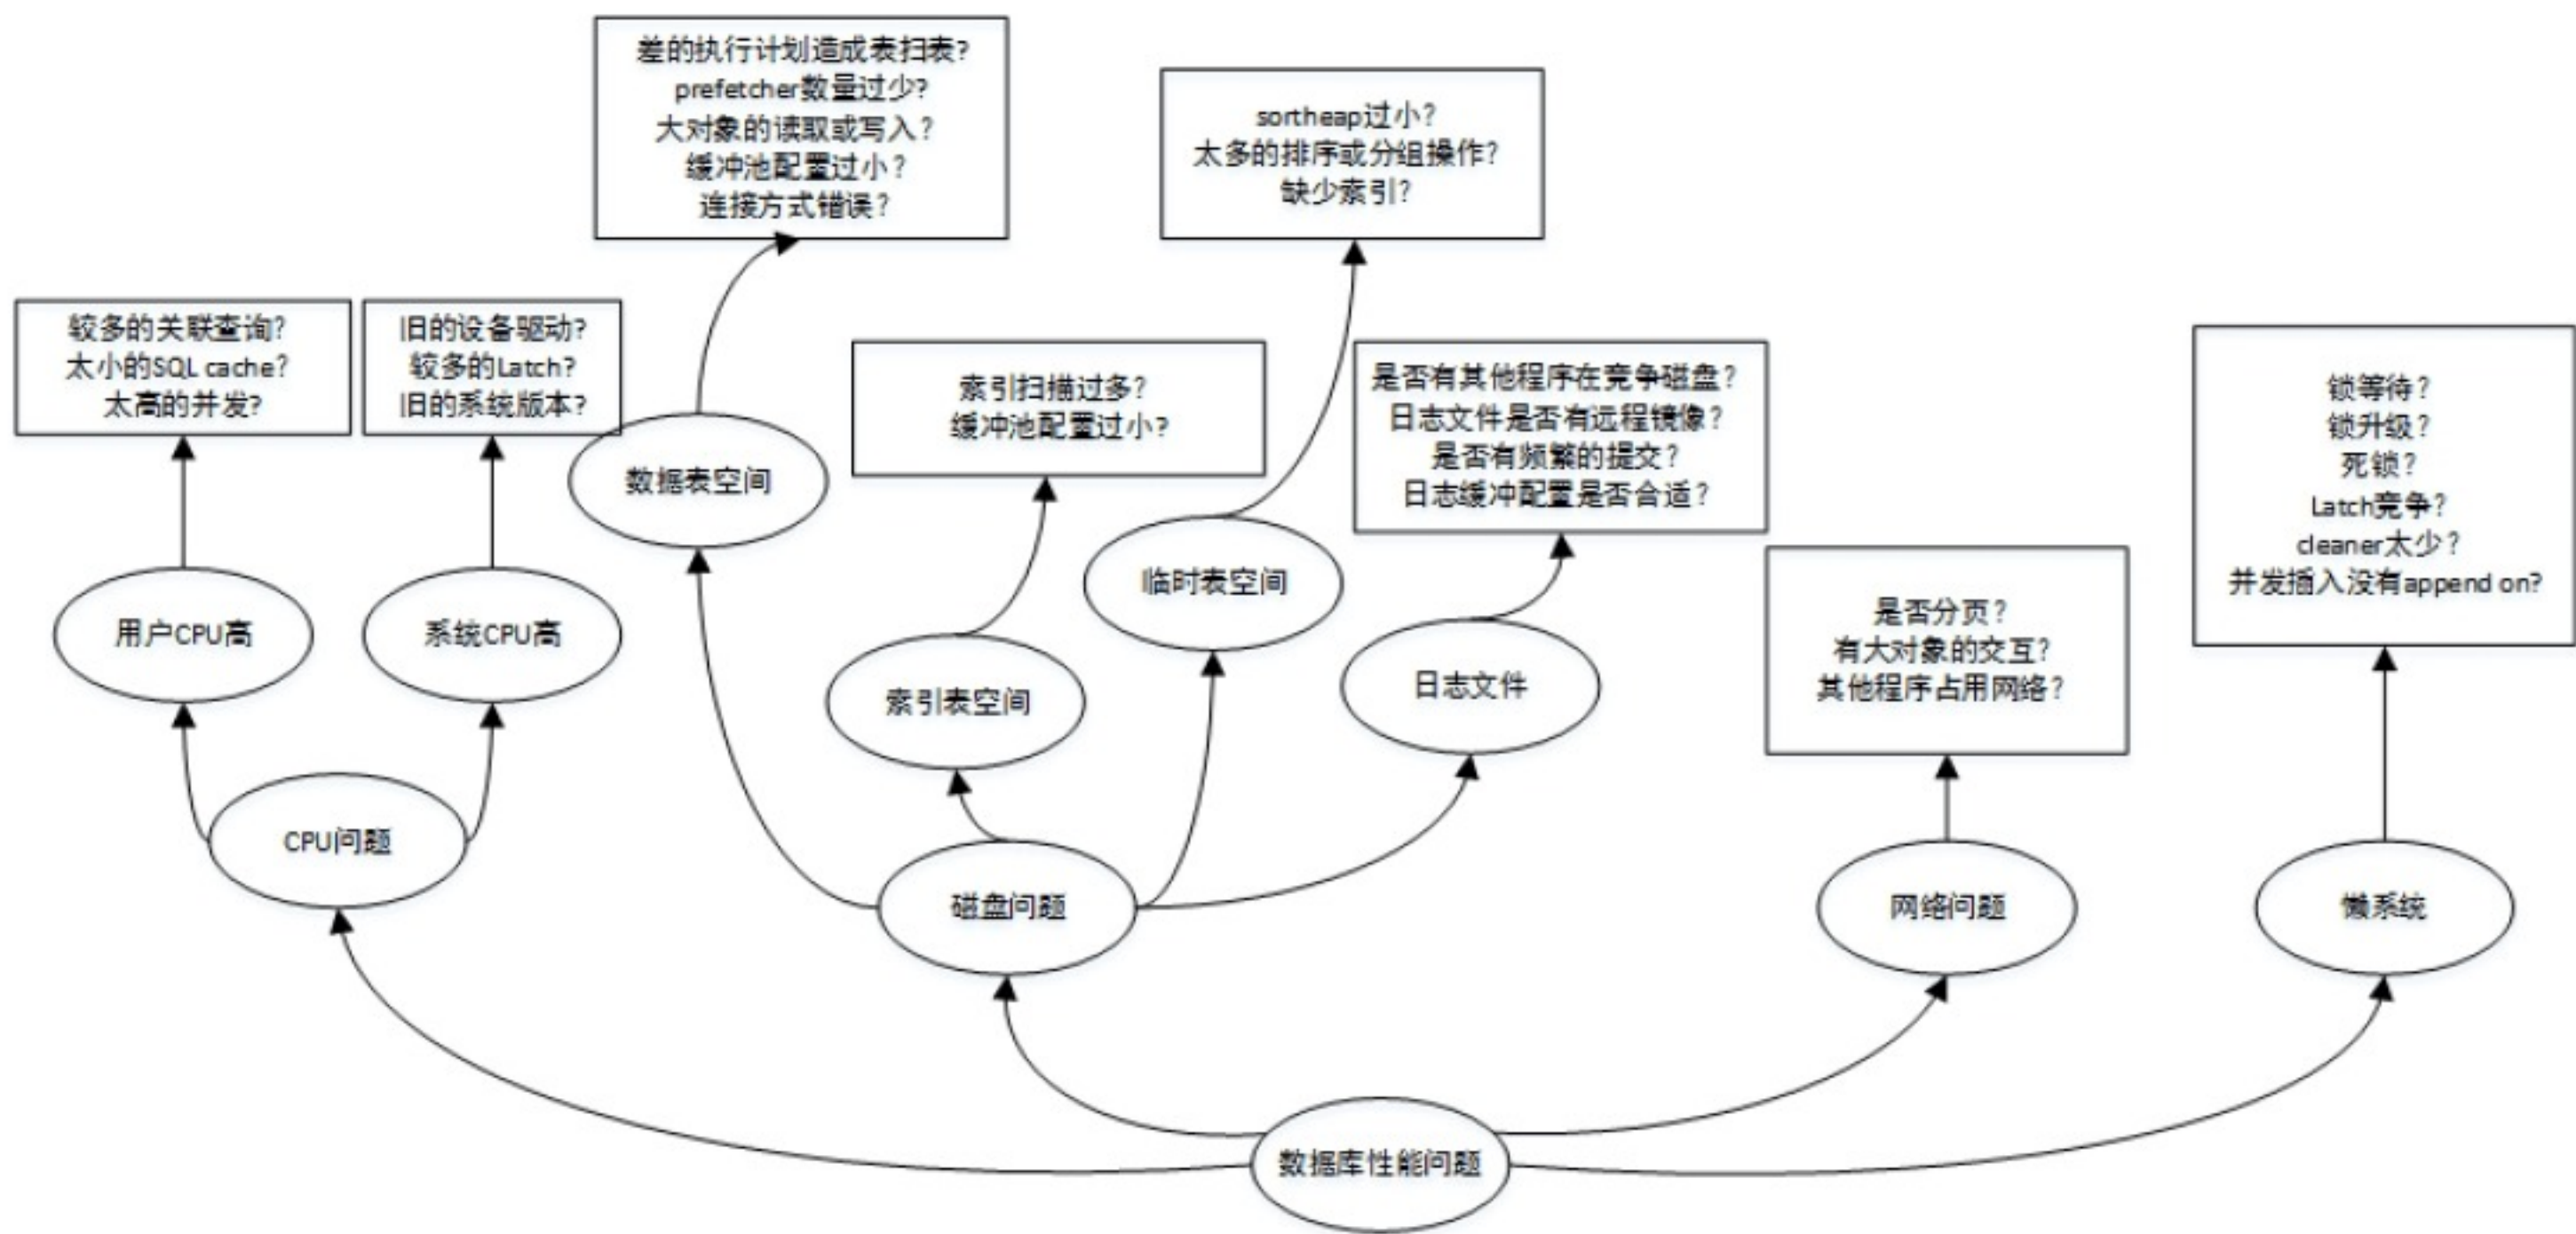 差的执行计划造成表扫表?
prefetcher数量过少?
大对象的读取或写入?
缓冲池配置过小?
连接方式错误?
sortheap过小?
太多的排序或分组操作?
缺少索引?
较多的关联查询?
太小的SQL cache?
太高的并发?
旧的设备驱动?
较多的Latch?
旧的系统版本?
索引扫描过多?
缓冲池配置过小?
是否有其他程序在竞争磁盘?
日志文件是否有远程镜像?
是否有频繁的提交?
日志缓冲配置是否合适?
锁等待?
锁升级?
死锁?
Latch竞争?
cleaner太少?
并发插入没有append on?
数据表空间
临时表空间
是否分页?
有大对象的交互?
其他程序占用网络?
用户CPU高
系统CPU高
索引表空间
日志文件
CPU问题
磁盘问题
网络问题
懒系统
数据库性能问题